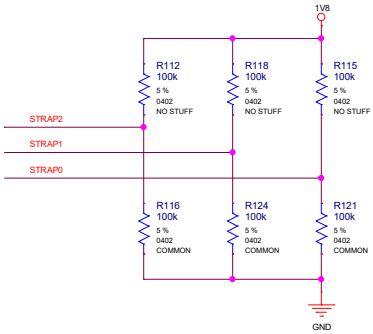 1V8
R112
100k
5 %
0402
NO STUFF
R118
100k
5 %
0402
NO STUFF
R115
100k
5 %
0402
NO STUFF
STRAP2
STRAP1
STRAP0
R116
100k
5 %
0402
COMMON
R124
100k
5 %
0402
COMMON
R121
100k
5 %
0402
COMMON
GND